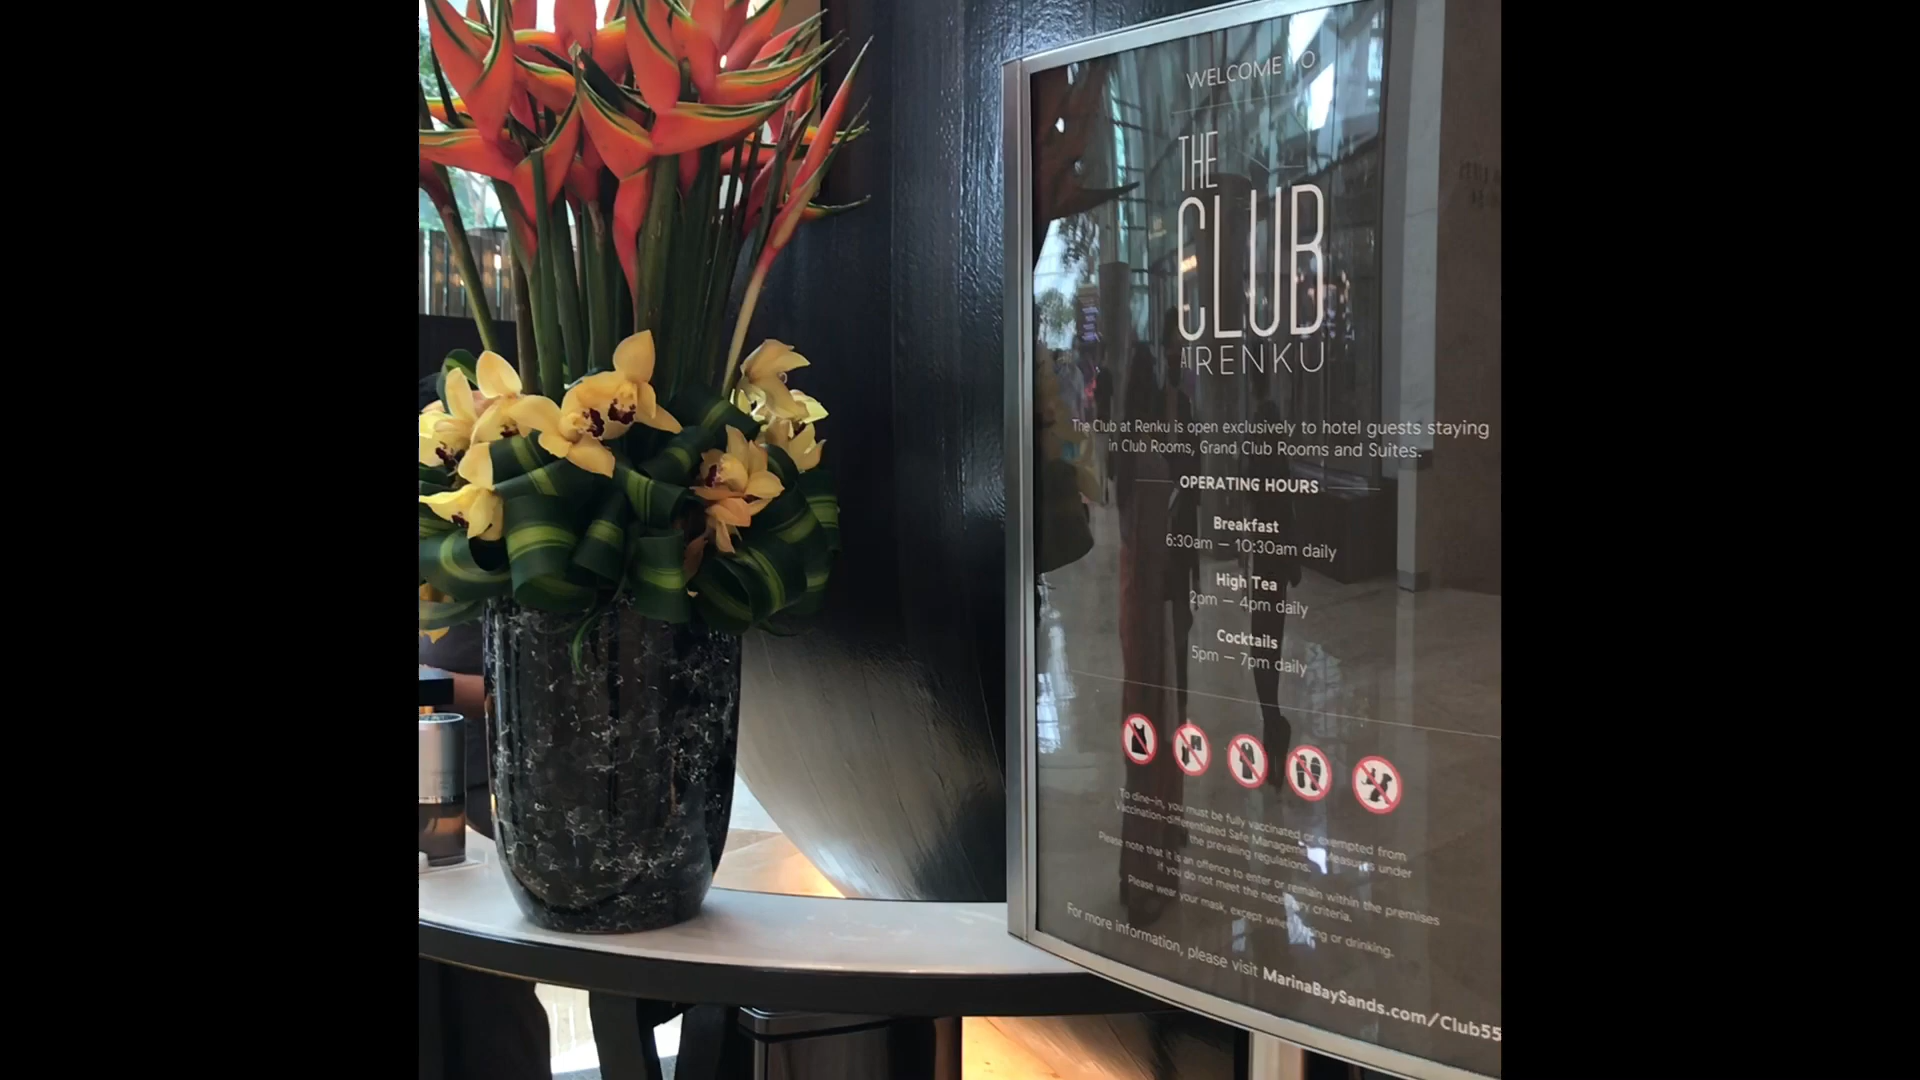 WELCOME TO
THE
CLUB
AT RENKU
The Club at Renku is open exclusively to hotel guests staying
in Club Rooms, Grand Club Rooms and Suites.
OPERATING HOURS
Breakfast
6:30am – 10:30am daily
High Tea
2pm – 4pm daily
Cocktails
5pm – 7pm daily
To dine-in, you must be fully vaccinated or exempted from
Vaccination-differentiated Safe Management Measures under
the prevailing regulations.
Please note that it is an offence to enter or remain within the premises
if you do not meet the necessary criteria.
Please wear your mask, except when eating or drinking.
For more information, please visit MarinaBaySands.com/Club55